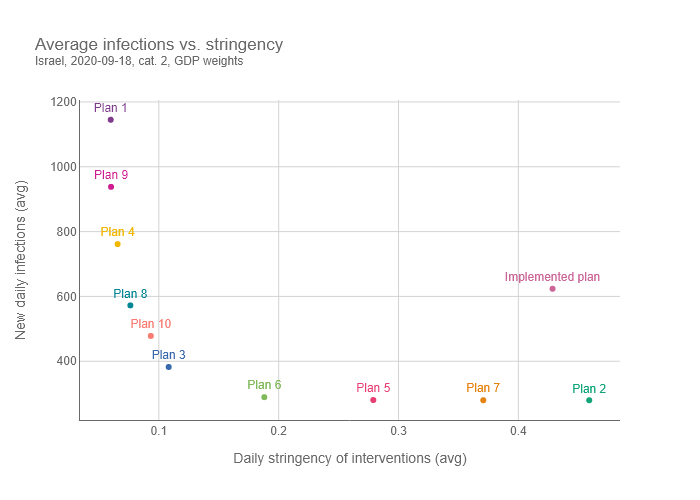 Average infections vs. stringency
Israel, 2020-09-18, cat. 2, GDP weights
1200
Plan 1
1000
Plan 9
800
Plan 4
Implemented plan
600
Plan 8
Plan 10
400
Plan 3
Plan 6
Plan 5
Plan 7
Plan 2
New daily infections (avg)
0.1
0.2
0.3
0.4
Daily stringency of interventions (avg)